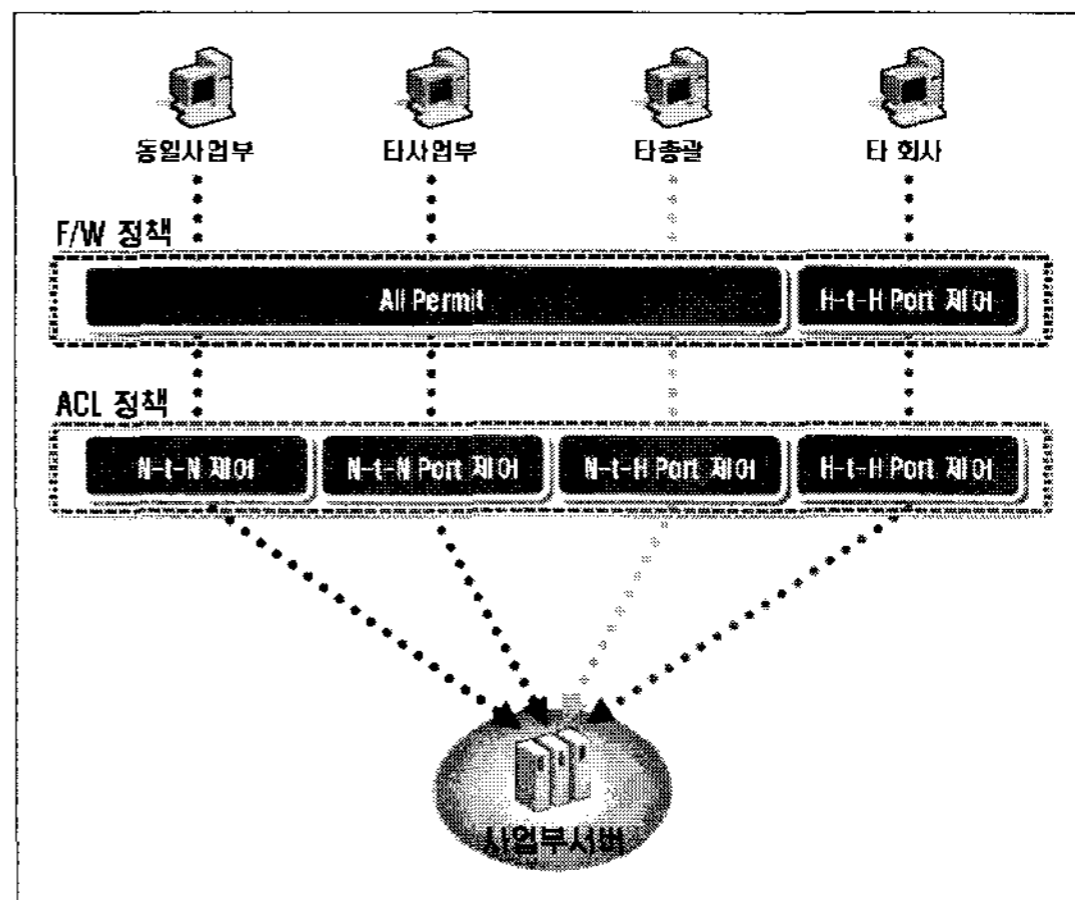 동일사업부 타사업부 타총괄 타 회사
F/W 정책
All Permit H-t-H Port 제어
ACL 정책
N-t-N 제어 N-t-N Port 제어 N-t-H Port 제어 H-t-H Port 제어
사업부서버